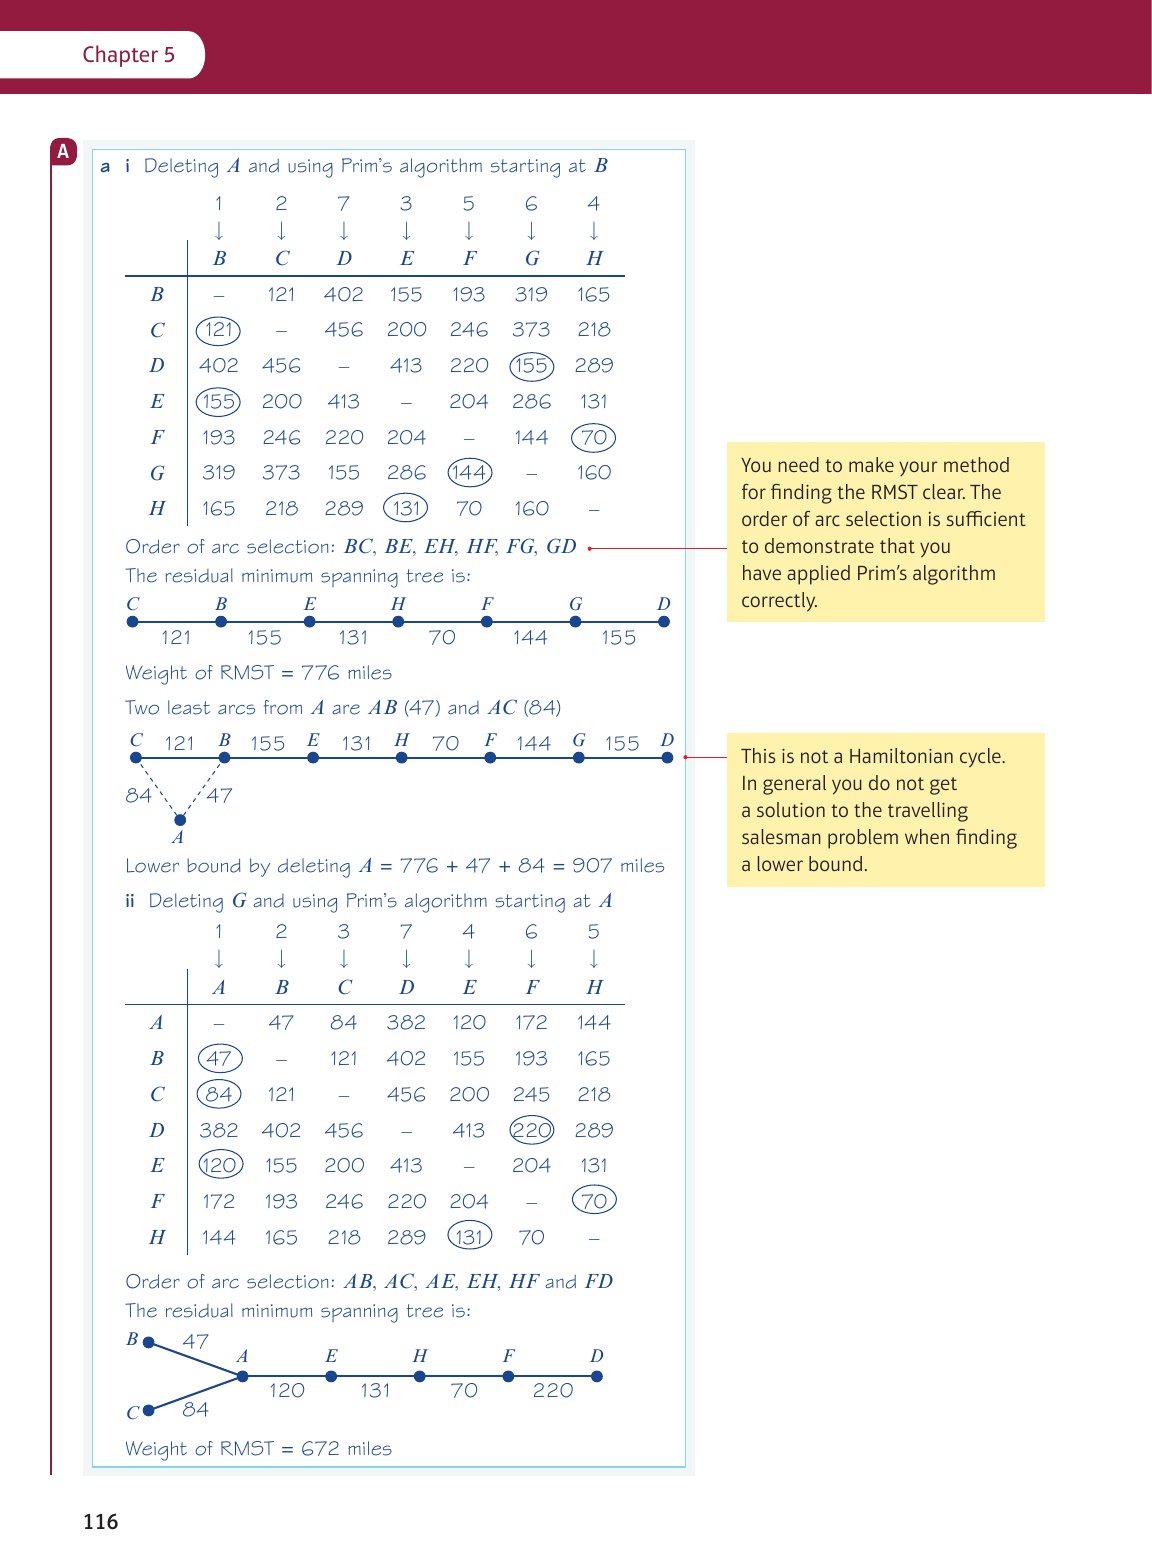 Chapter 5
A
a i Deleting A and using Prim's algorithm starting at B
1 2 7 3 5 6 4
↓ ↓ ↓ ↓ ↓ ↓ ↓
B C D E F G H
B – 121 402 155 193 319 165
C 121 – 456 200 246 373 218
D 402 456 – 413 220 155 289
E 155 200 413 – 204 286 131
F 193 246 220 204 – 144 70
G 319 373 155 286 144 – 160
H 165 218 289 131 70 160 –
Order of arc selection: BC, BE, EH, HF, FG, GD
The residual minimum spanning tree is:
C B E H F G D
121 155 131 70 144 155
Weight of RMST = 776 miles
Two least arcs from A are AB (47) and AC (84)
C 121 B 155 E 131 H 70 F 144 G 155 D
84 47
A
Lower bound by deleting A = 776 + 47 + 84 = 907 miles
You need to make your method
for finding the RMST clear. The
order of arc selection is sufficient
to demonstrate that you
have applied Prim's algorithm
correctly.
This is not a Hamiltonian cycle.
In general you do not get
a solution to the travelling
salesman problem when finding
a lower bound.
ii Deleting G and using Prim's algorithm starting at A
1 2 3 7 4 6 5
↓ ↓ ↓ ↓ ↓ ↓ ↓
A B C D E F H
A – 47 84 382 120 172 144
B 47 – 121 402 155 193 165
C 84 121 – 456 200 245 218
D 382 402 456 – 413 220 289
E 120 155 200 413 – 204 131
F 172 193 246 220 204 – 70
H 144 165 218 289 131 70 –
Order of arc selection: AB, AC, AE, EH, HF and FD
The residual minimum spanning tree is:
B 47
A E H F D
120 131 70 220
C 84
Weight of RMST = 672 miles
116